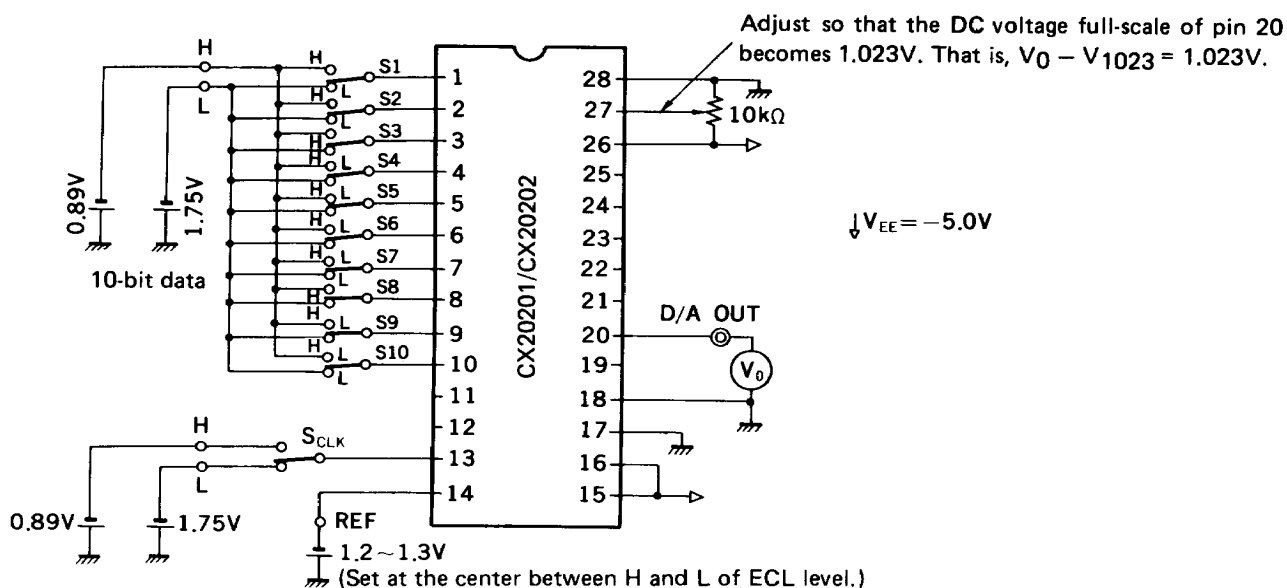 Adjust so that the DC voltage full-scale of pin 20
becomes 1.023V. That is, V0 – V1023 = 1.023V.
H
L
0.89V
1.75V
10-bit data
H
S1
L
H
S2
L
H
S3
H
L
S4
H
L
S5
H
L
S6
H
L
S7
L
H
S8
H
L
S9
H
L
S10
L
1
2
3
4
5
6
7
8
9
10
11
12
13
14
CX20201/CX20202
28
27
26
25
24
23
22
21
20
19
18
17
16
15
10kΩ
VEE = −5.0V
D/A OUT
V0
H
L
SCLK
0.89V
1.75V
REF
1.2~1.3V
(Set at the center between H and L of ECL level.)